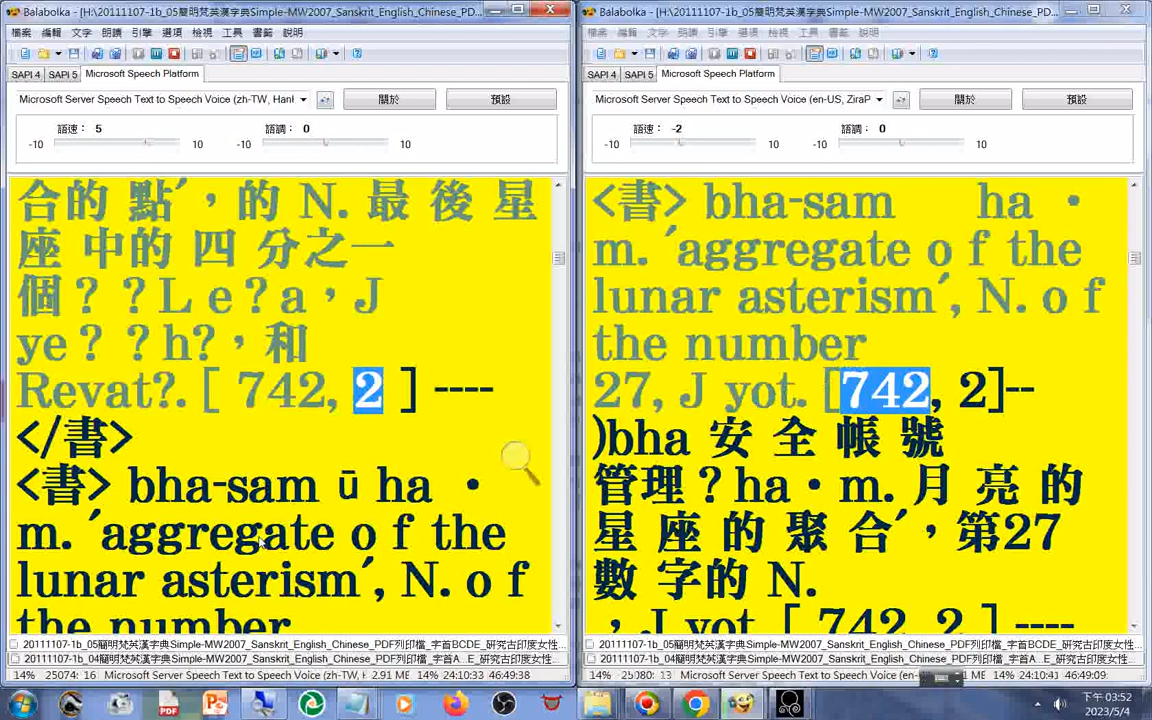 Balabolka - [H:\20111107-1b_05簡明梵英漢字典Simple-MW2007_Sanskrit_English_Chinese_PD...
檔案 編輯 文字 朗讀 引擎 選項 檢視 工具 書籤 說明
SAPI 4 SAPI 5 Microsoft Speech Platform
Microsoft Server Speech Text to Speech Voice (zh-TW, Hanl
關於
預設
語速: 5
語調: 0
-10 10 -10 10
合的 點´，的 N. 最 後 星
座 中的 四 分之一
個？？L e？a，J
ye？？h?，和
Revat?. [ 742, 2 ] ----
</書>
<書> bha-sam ū ha •
m. ´aggregate o f the
lunar asterism´, N. o f
the number
20111107-1b_05簡明梵英漢字典Simple-MW2007_Sanskrit_English_Chinese_PDF列印檔_字首BCDE_研究古印度女性...
20111107-1b_04簡明梵英漢字典Simple-MW2007_Sanskrit_English_Chinese_PDF列印檔_字首A...E_研究古印度女性...
14% 25074: 16 Microsoft Server Speech Text to Speech Voice (zh-TW, 2.91 MB 14% 24:10:33 46:49:38
Balabolka - [H:\20111107-1b_05簡明梵英漢字典Simple-MW2007_Sanskrit_English_Chinese_PD...
檔案 編輯 文字 朗讀 引擎 選項 檢視 工具 書籤 說明
SAPI 4 SAPI 5 Microsoft Speech Platform
Microsoft Server Speech Text to Speech Voice (en-US, ZiraP
關於
預設
語速: -2
語調: 0
-10 10 -10 10
<書> bha-sam ha •
m. ´aggregate o f the
lunar asterism´, N. o f
the number
27, J yot. [742, 2]--
)bha 安 全 帳 號
管理？ha•m. 月 亮 的
星 座 的 聚 合´，第27
數 字的 N.
，J yot. [ 742, 2 ] ----
20111107-1b_05簡明梵英漢字典Simple-MW2007_Sanskrit_English_Chinese_PDF列印檔_字首BCDE_研究古印度女性...
20111107-1b_04簡明梵英漢字典Simple-MW2007_Sanskrit_English_Chinese_PDF列印檔_字首A...E_研究古印度女性...
14% 25080: 13 Microsoft Server Speech Text to Speech Voice 14% 24:10:41 46:49:09:
PDF
下午 03:52
2023/5/4